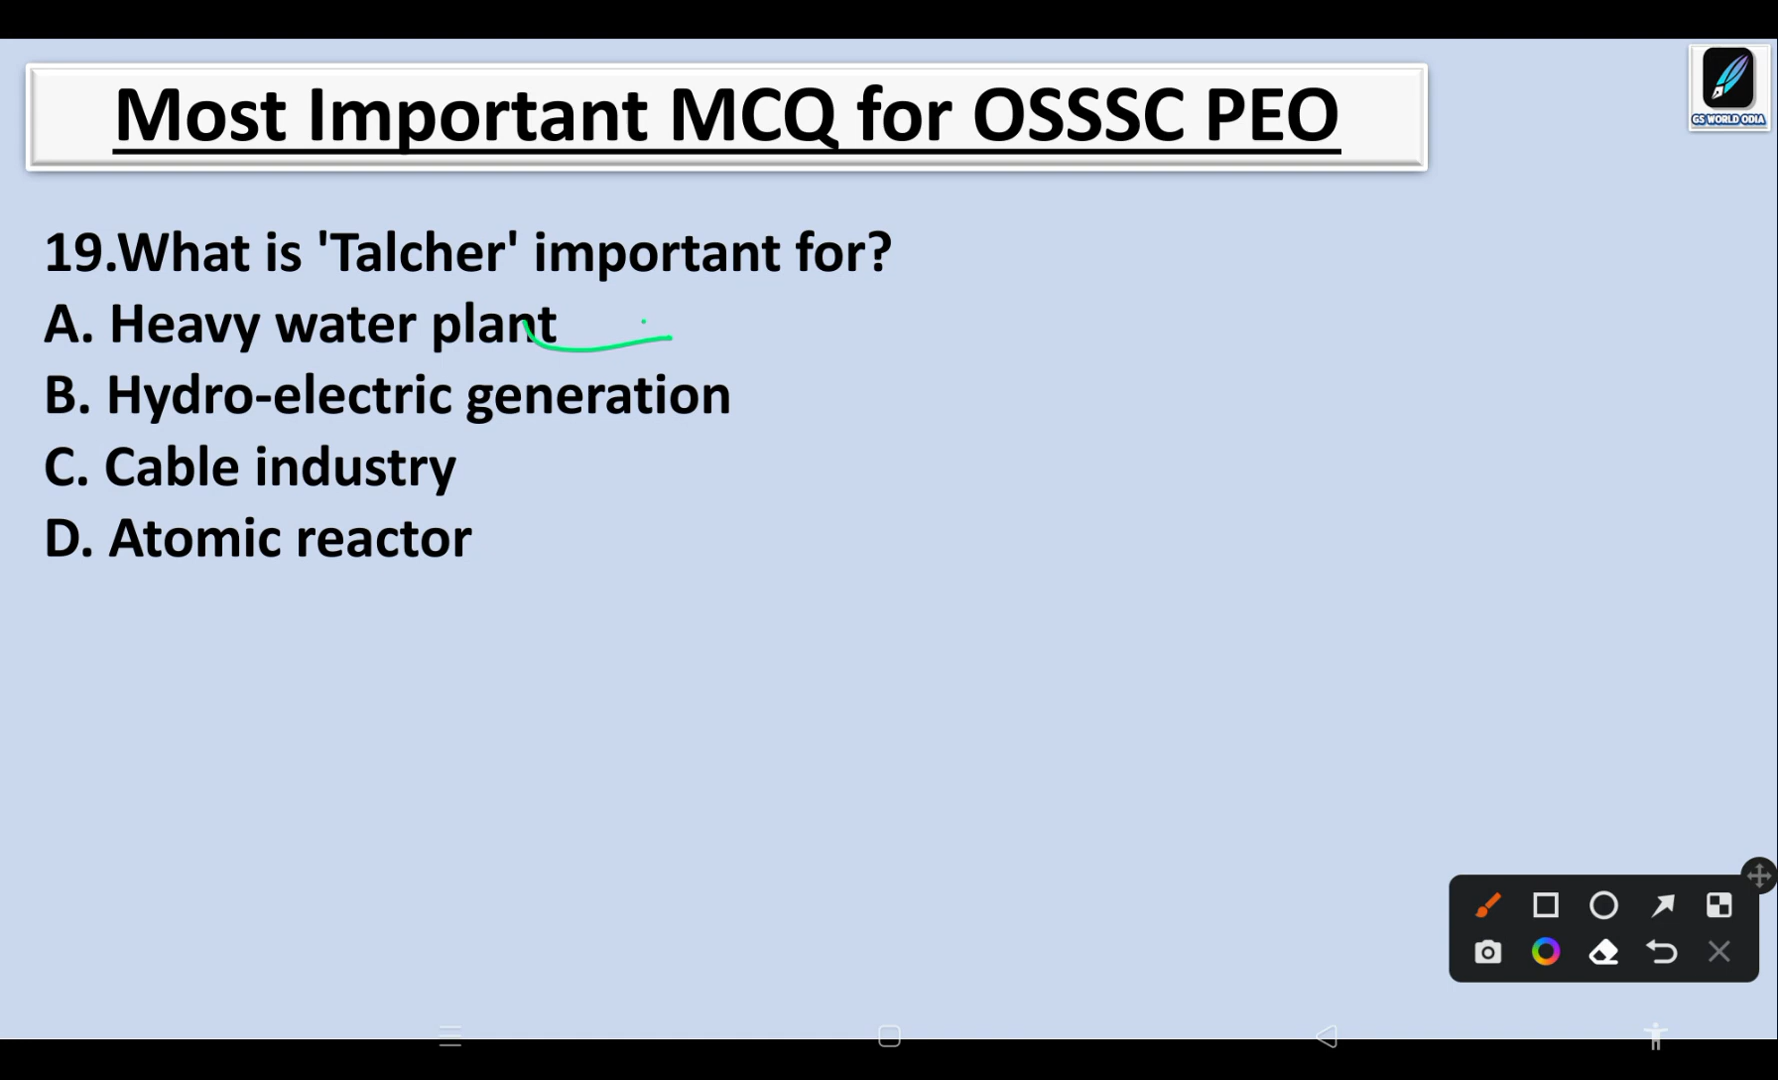 Most Important MCQ for OSSSC PEO
GS WORLD ODIA
19.What is 'Talcher' important for?
A. Heavy water plant
B. Hydro-electric generation
C. Cable industry
D. Atomic reactor